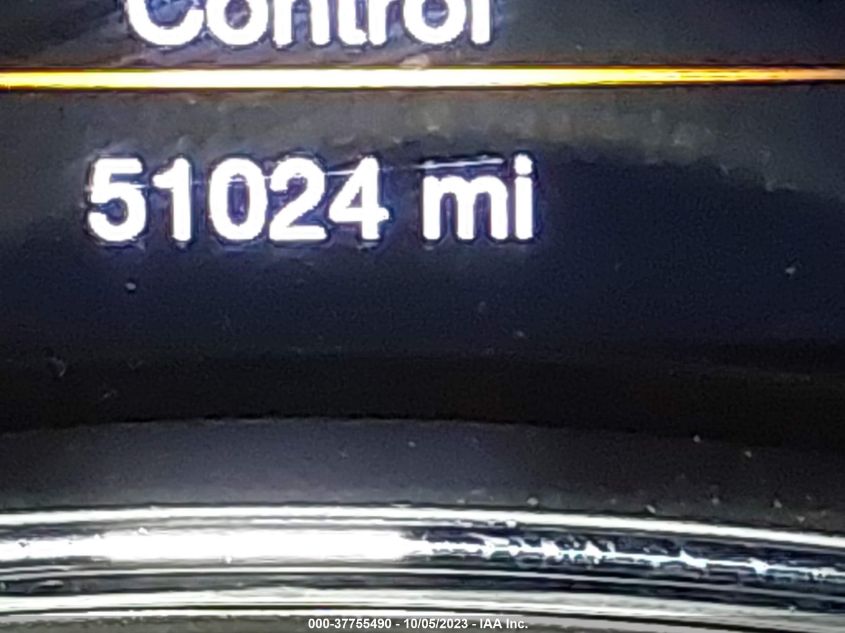 Control
51024 mi
000-37755490 - 10/05/2023 - IAA Inc.